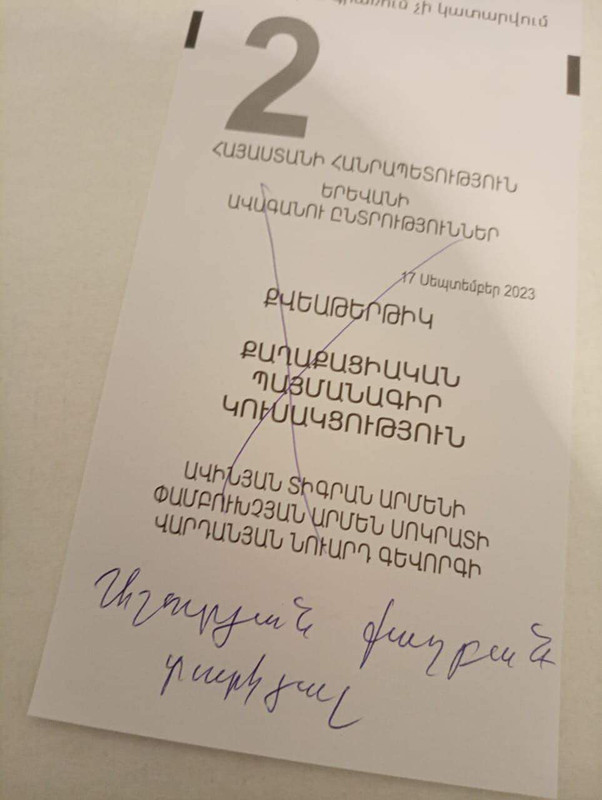 չի կատարվում
2
ՀԱՅԱՍՏԱՆԻ ՀԱՆՐԱՊԵՏՈՒԹՅՈՒՆ
ԵՐԵՎԱՆԻ
ԱՎԱԳԱՆՈՒ ԸՆՏՐՈՒԹՅՈՒՆՆԵՐ
17 Սեպտեմբեր 2023
ՔՎԵԱԹԵՐԹԻԿ
ՔԱՂԱՔԱՑԻԱԿԱՆ
ՊԱՅՄԱՆԱԳԻՐ
ԿՈՒՍԱԿՑՈՒԹՅՈՒՆ
ԱՎԻՆՅԱՆ ՏԻԳՐԱՆ ԱՐՄԵՆԻ
ՓԱՄԲՈՒԽՉՅԱՆ ԱՐՄԵՆ ՍՈԿՐԱՏԻ
ՎԱՐԴԱՆՅԱՆ ՆՈՒԱՐԴ ԳԵՎՈՐԳԻ